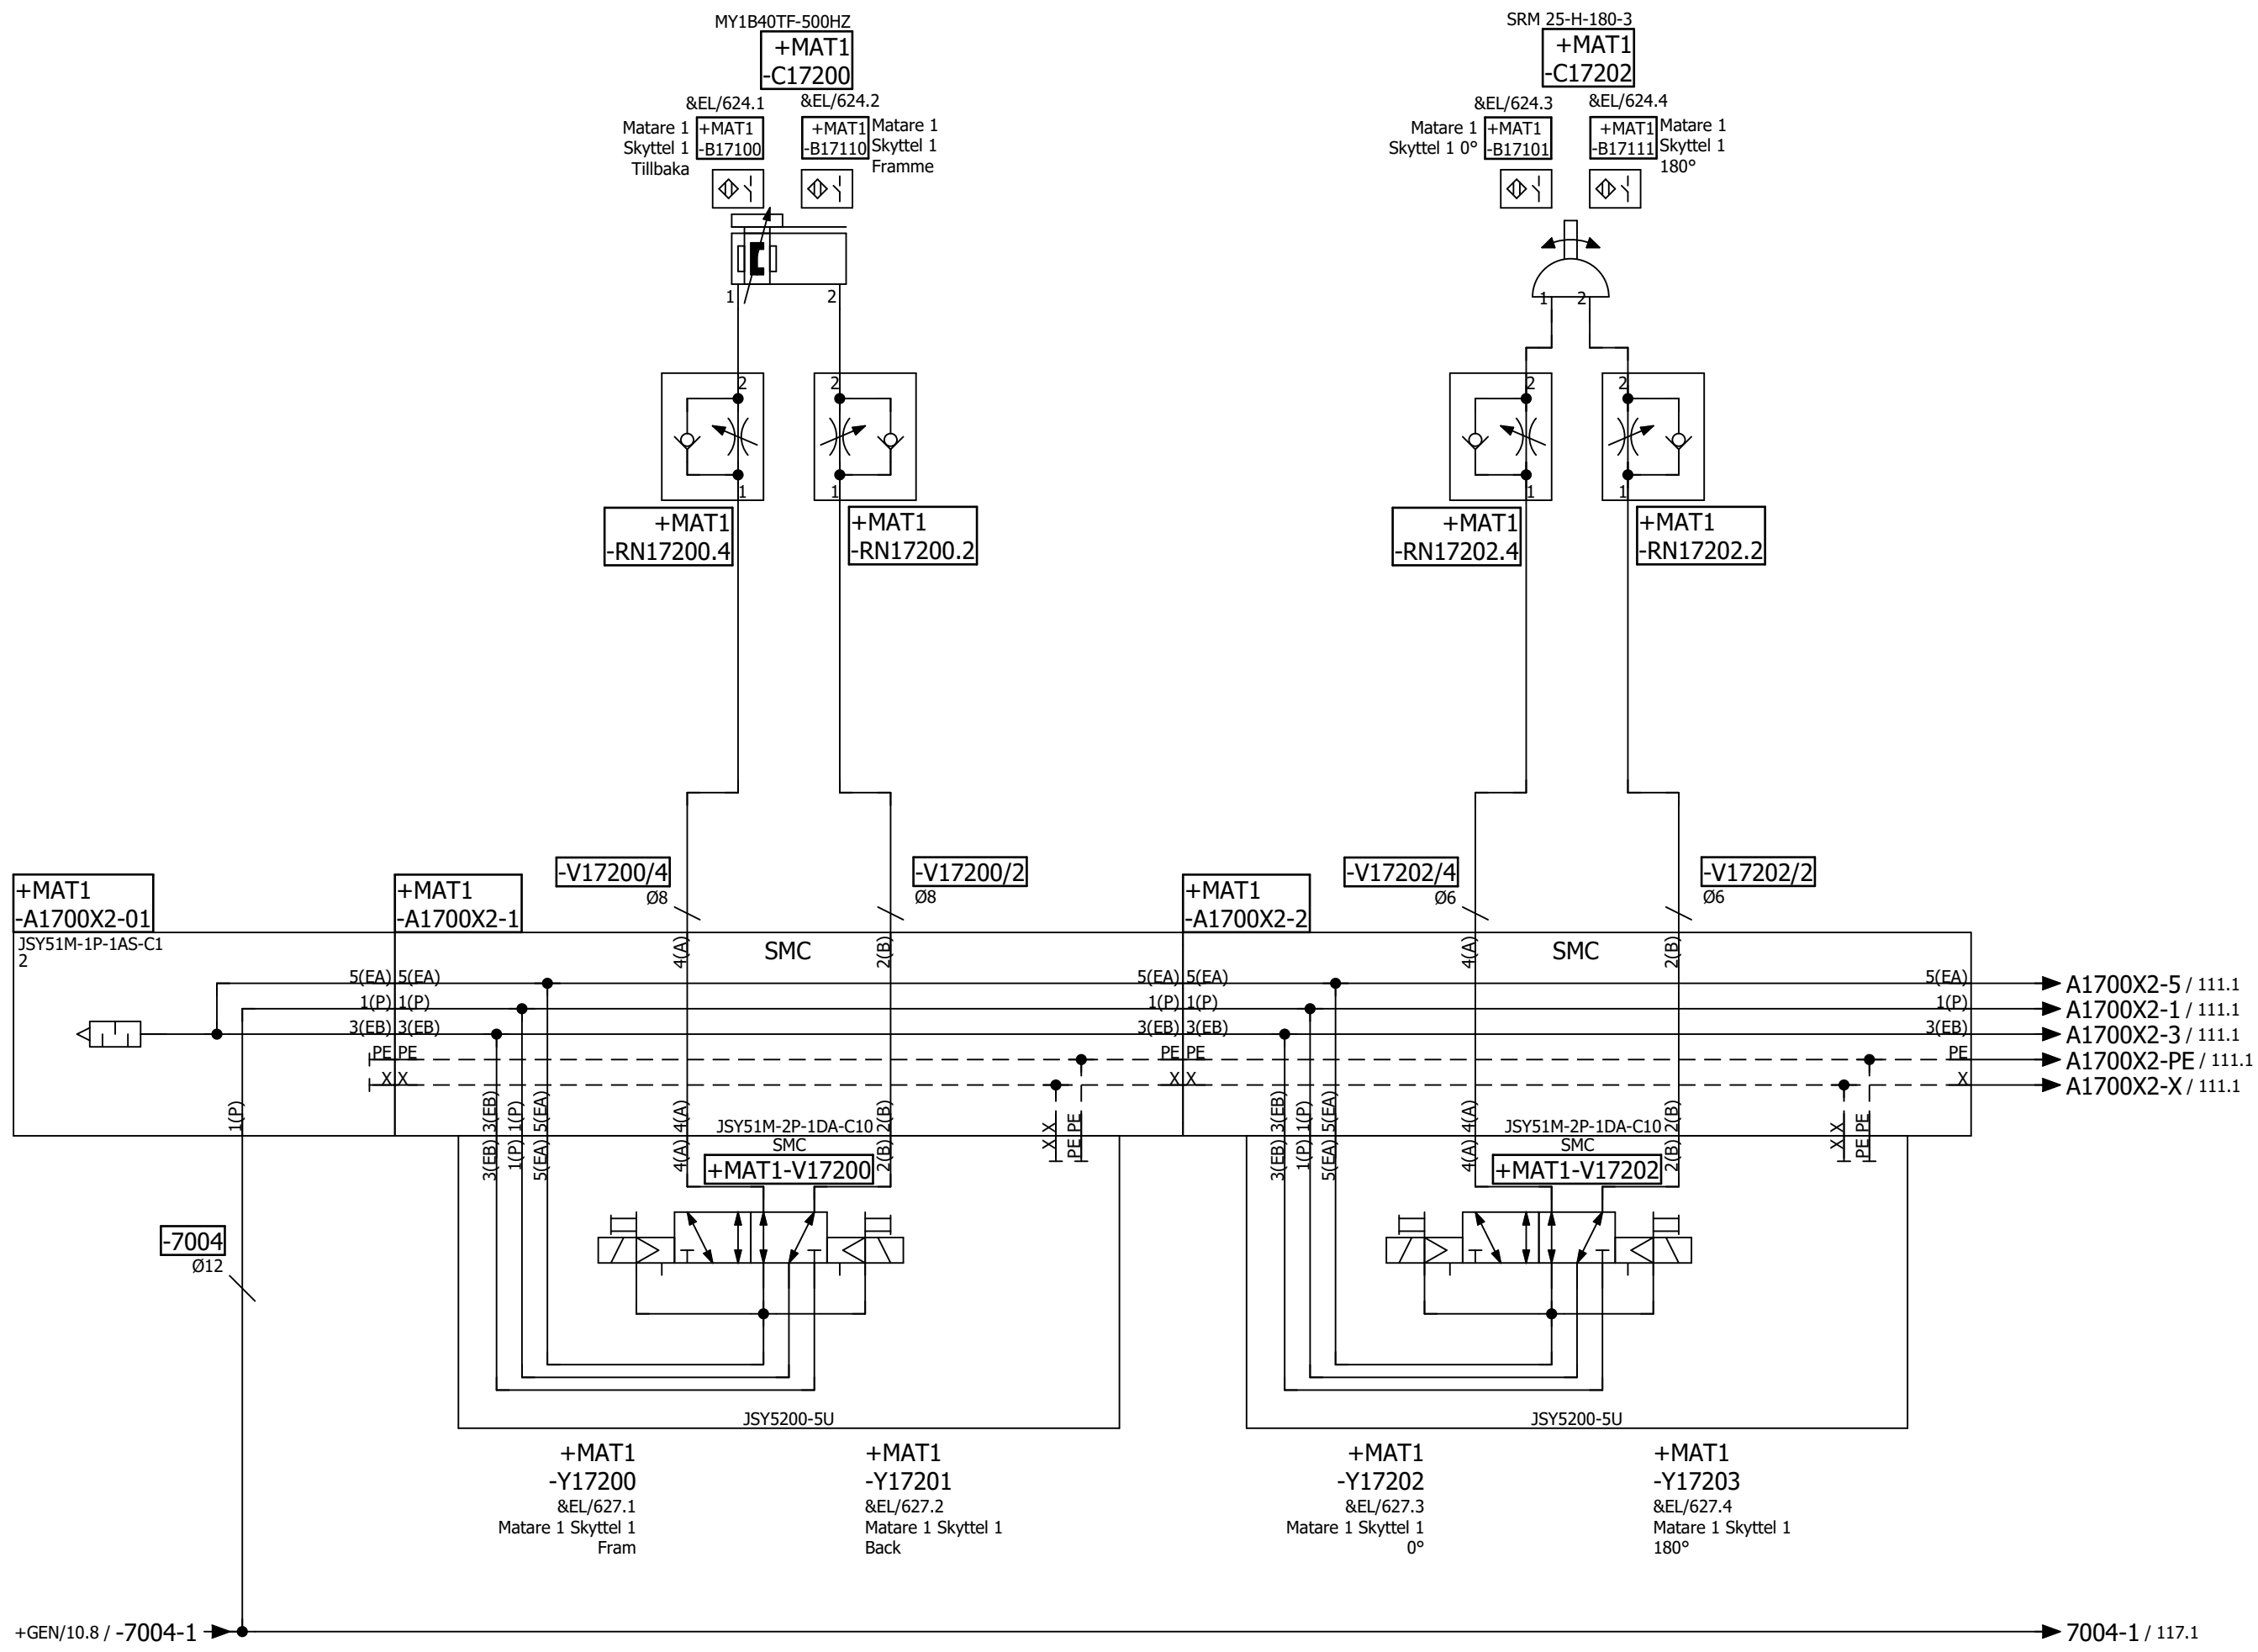 MY1B40TF-500HZ
+MAT1
-C17200
&EL/624.1
&EL/624.2
Matare 1
Skyttel 1
Tillbaka
+MAT1
-B17100
+MAT1
-B17110
Matare 1
Skyttel 1
Framme
1
2
2
1
2
1
+MAT1
-RN17200.4
+MAT1
-RN17200.2
SRM 25-H-180-3
+MAT1
-C17202
&EL/624.3
&EL/624.4
Matare 1
Skyttel 1 0°
+MAT1
-B17101
+MAT1
-B17111
Matare 1
Skyttel 1
180°
1
2
2
1
2
1
+MAT1
-RN17202.4
+MAT1
-RN17202.2
-V17200/4
Ø8
-V17200/2
Ø8
-V17202/4
Ø6
-V17202/2
Ø6
+MAT1
-A1700X2-01
JSY51M-1P-1AS-C1
2
+MAT1
-A1700X2-1
4(A)
SMC
2(B)
+MAT1
-A1700X2-2
4(A)
SMC
2(B)
5(EA) 5(EA)
5(EA) 5(EA)
5(EA)
A1700X2-5 / 111.1
1(P) 1(P)
1(P) 1(P)
1(P)
A1700X2-1 / 111.1
3(EB) 3(EB)
3(EB) 3(EB)
3(EB)
A1700X2-3 / 111.1
PE PE
PE PE
PE
A1700X2-PE / 111.1
X X
X X
X
A1700X2-X / 111.1
1(P)
3(EB) 3(EB)
1(P) 1(P)
5(EA) 5(EA)
4(A) 4(A)
JSY51M-2P-1DA-C10
SMC
+MAT1-V17200
2(B) 2(B)
X X
PE PE
3(EB) 3(EB)
1(P) 1(P)
5(EA) 5(EA)
4(A) 4(A)
JSY51M-2P-1DA-C10
SMC
+MAT1-V17202
2(B) 2(B)
X X
PE PE
-7004
Ø12
JSY5200-5U
JSY5200-5U
+MAT1
-Y17200
&EL/627.1
Matare 1 Skyttel 1
Fram
+MAT1
-Y17201
&EL/627.2
Matare 1 Skyttel 1
Back
+MAT1
-Y17202
&EL/627.3
Matare 1 Skyttel 1
0°
+MAT1
-Y17203
&EL/627.4
Matare 1 Skyttel 1
180°
+GEN/10.8 / -7004-1
7004-1 / 117.1